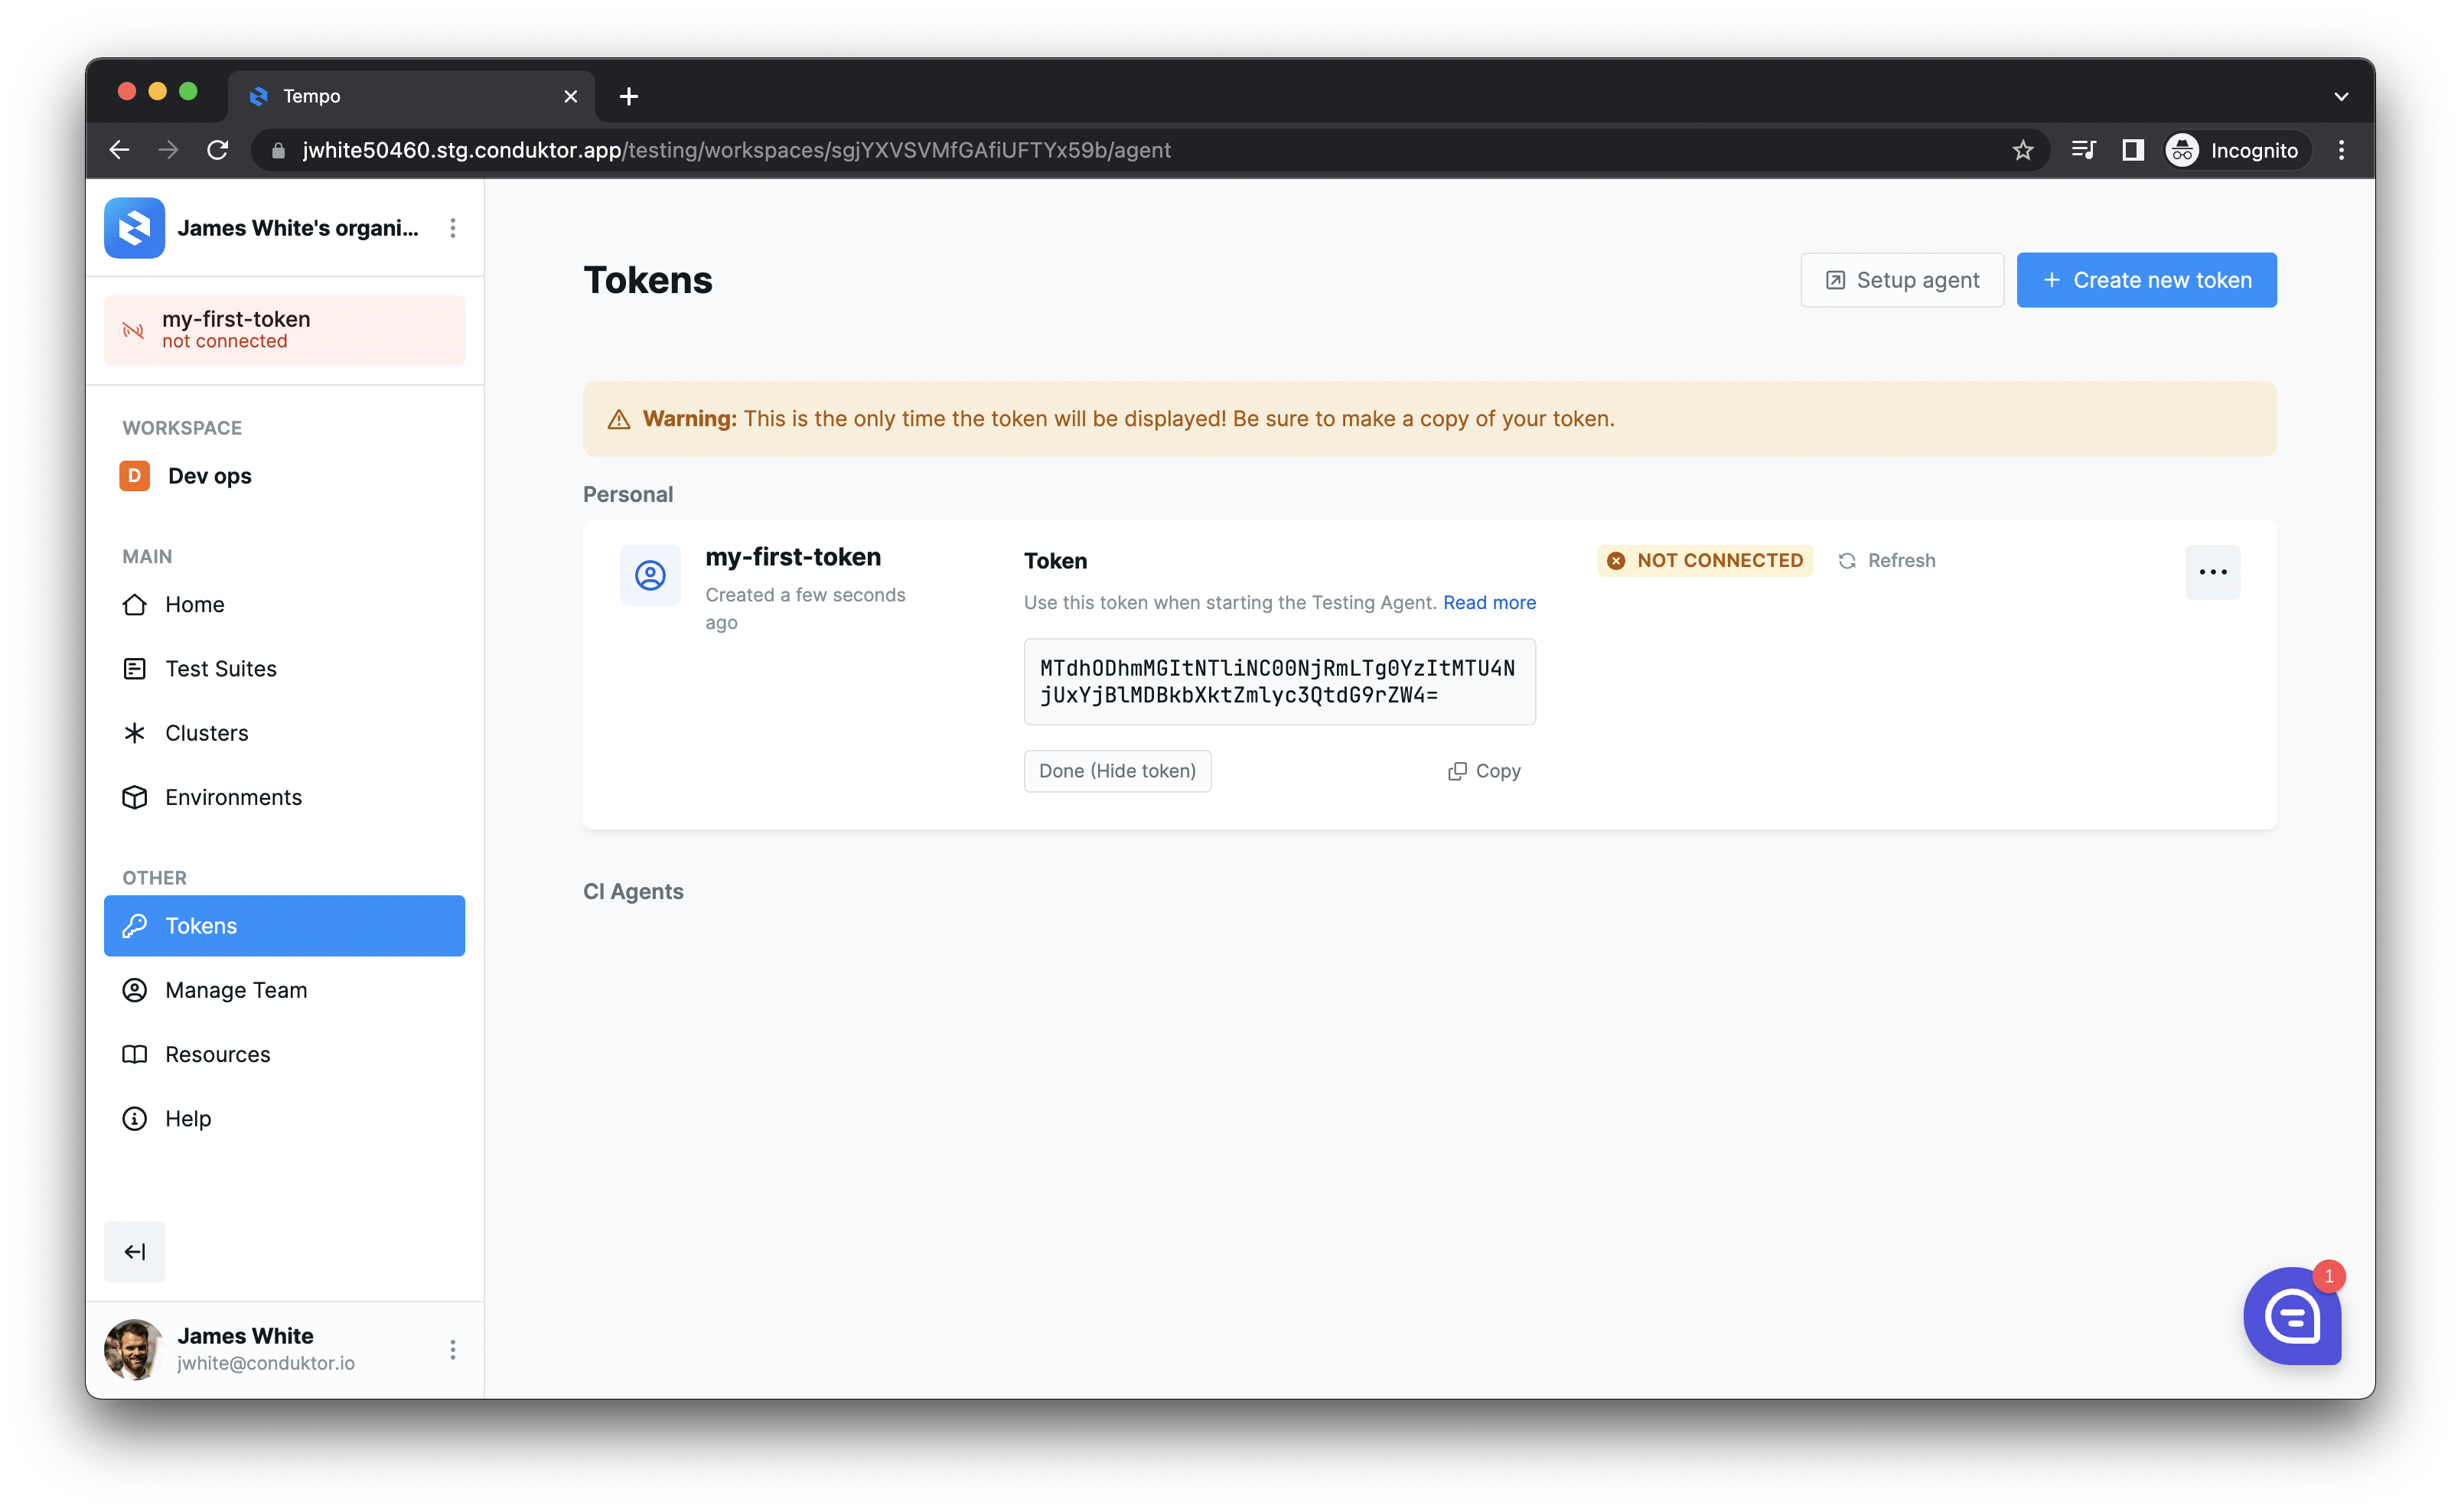 Tempo
jwhite50460.stg.conduktor.app/testing/workspaces/sgjYXVSVMfGAfiUFTYx59b/agent
Incognito
James White's organi...
my-first-token
not connected
WORKSPACE
D Dev ops
MAIN
Home
Test Suites
Clusters
Environments
OTHER
Tokens
Manage Team
Resources
Help
James White
jwhite@conduktor.io
Tokens
Setup agent
+ Create new token
Warning: This is the only time the token will be displayed! Be sure to make a copy of your token.
Personal
my-first-token
Created a few seconds
ago
Token
Use this token when starting the Testing Agent. Read more
MTdhODhmMGItNTliNC00NjRmLTg0YzItMTU4N
jUxYjBlMDBkbXktZmlyc3QtdG9rZW4=
Done (Hide token)
Copy
NOT CONNECTED
Refresh
CI Agents
1